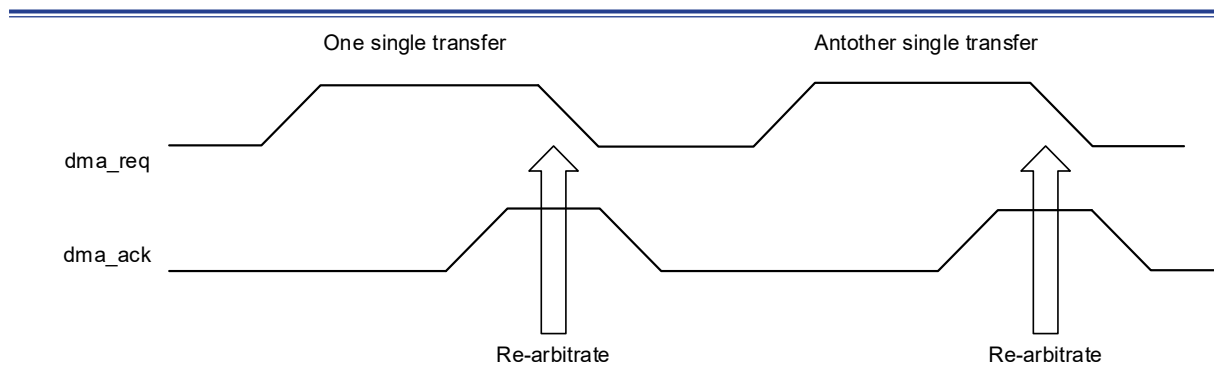 One single transfer
Antother single transfer
dma_req
dma_ack
Re-arbitrate
Re-arbitrate